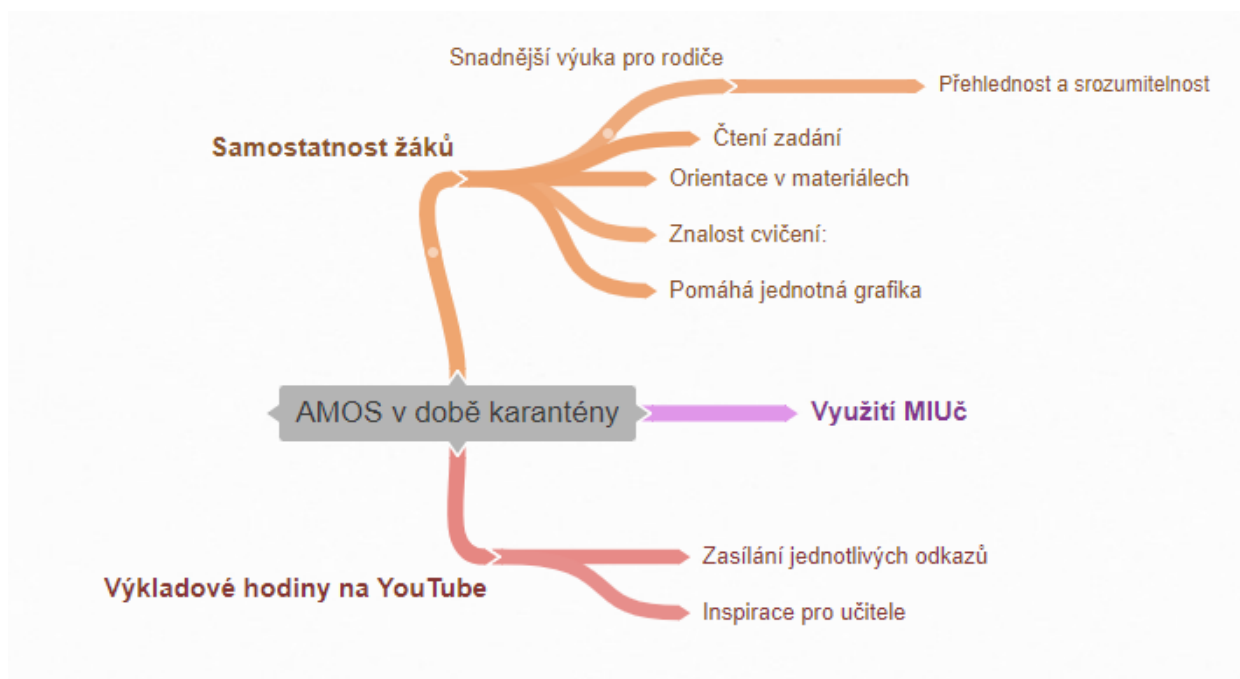 Snadnější výuka pro rodiče
Přehlednost a srozumitelnost
Samostatnost žáků
Čtení zadání
Orientace v materiálech
Znalost cvičení:
Pomáhá jednotná grafika
AMOS v době karantény
Využití MIUč
Výkladové hodiny na YouTube
Zasílání jednotlivých odkazů
Inspirace pro učitele